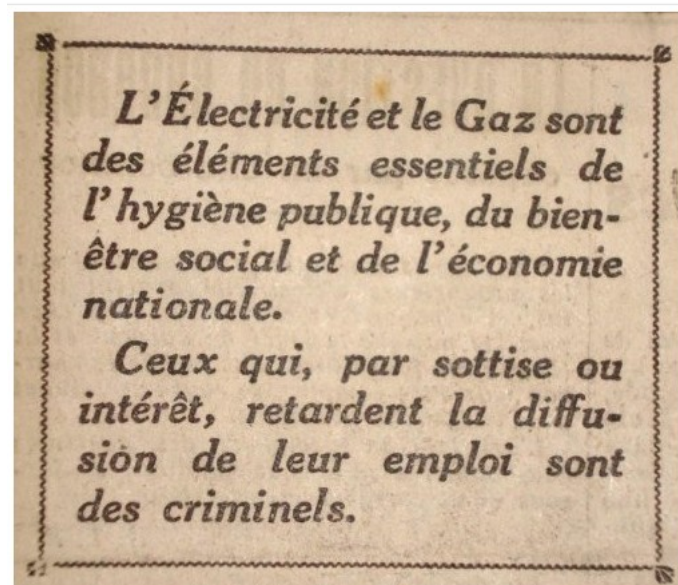 L'Électricité et le Gaz sont
des éléments essentiels de
l'hygiène publique, du bien-
être social et de l'économie
nationale.
Ceux qui, par sottise ou
intérêt, retardent la diffu-
sion de leur emploi sont
des criminels.